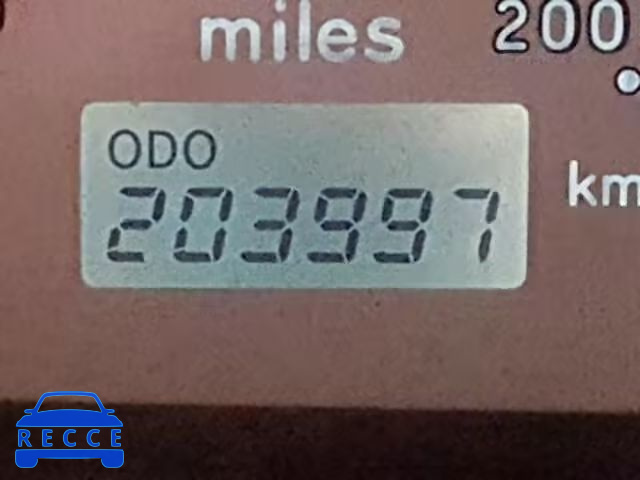 miles
200
ODO
203997
km
RECCE